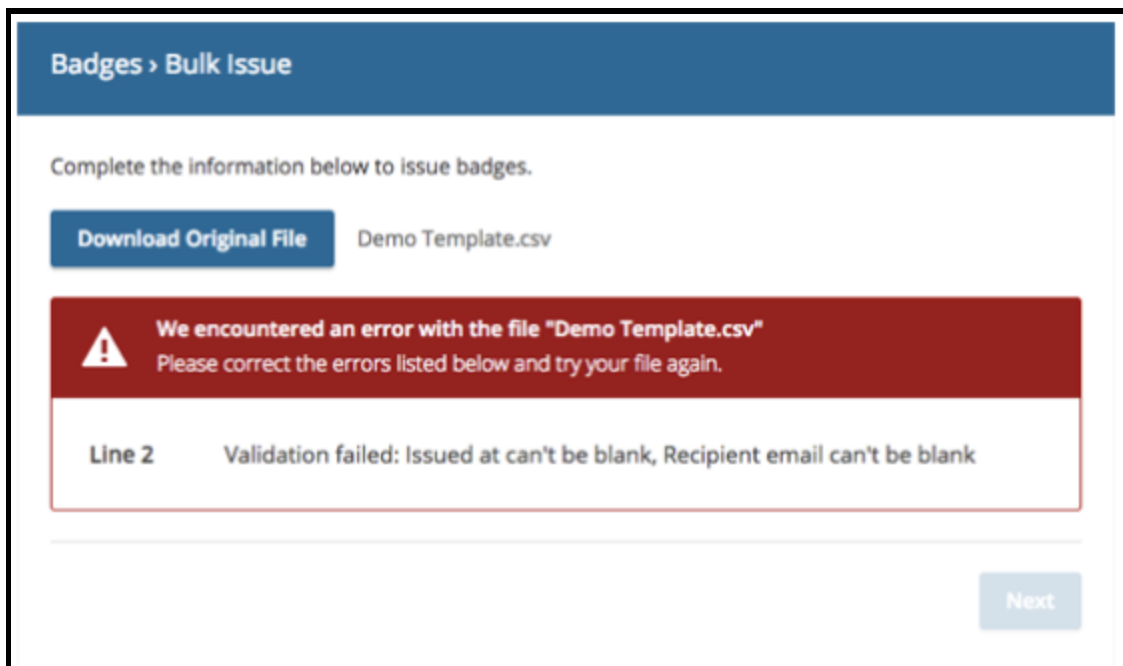 Badges › Bulk Issue
Complete the information below to issue badges.
Download Original File Demo Template.csv
We encountered an error with the file "Demo Template.csv"
Please correct the errors listed below and try your file again.
Line 2 Validation failed: Issued at can't be blank, Recipient email can't be blank
Next